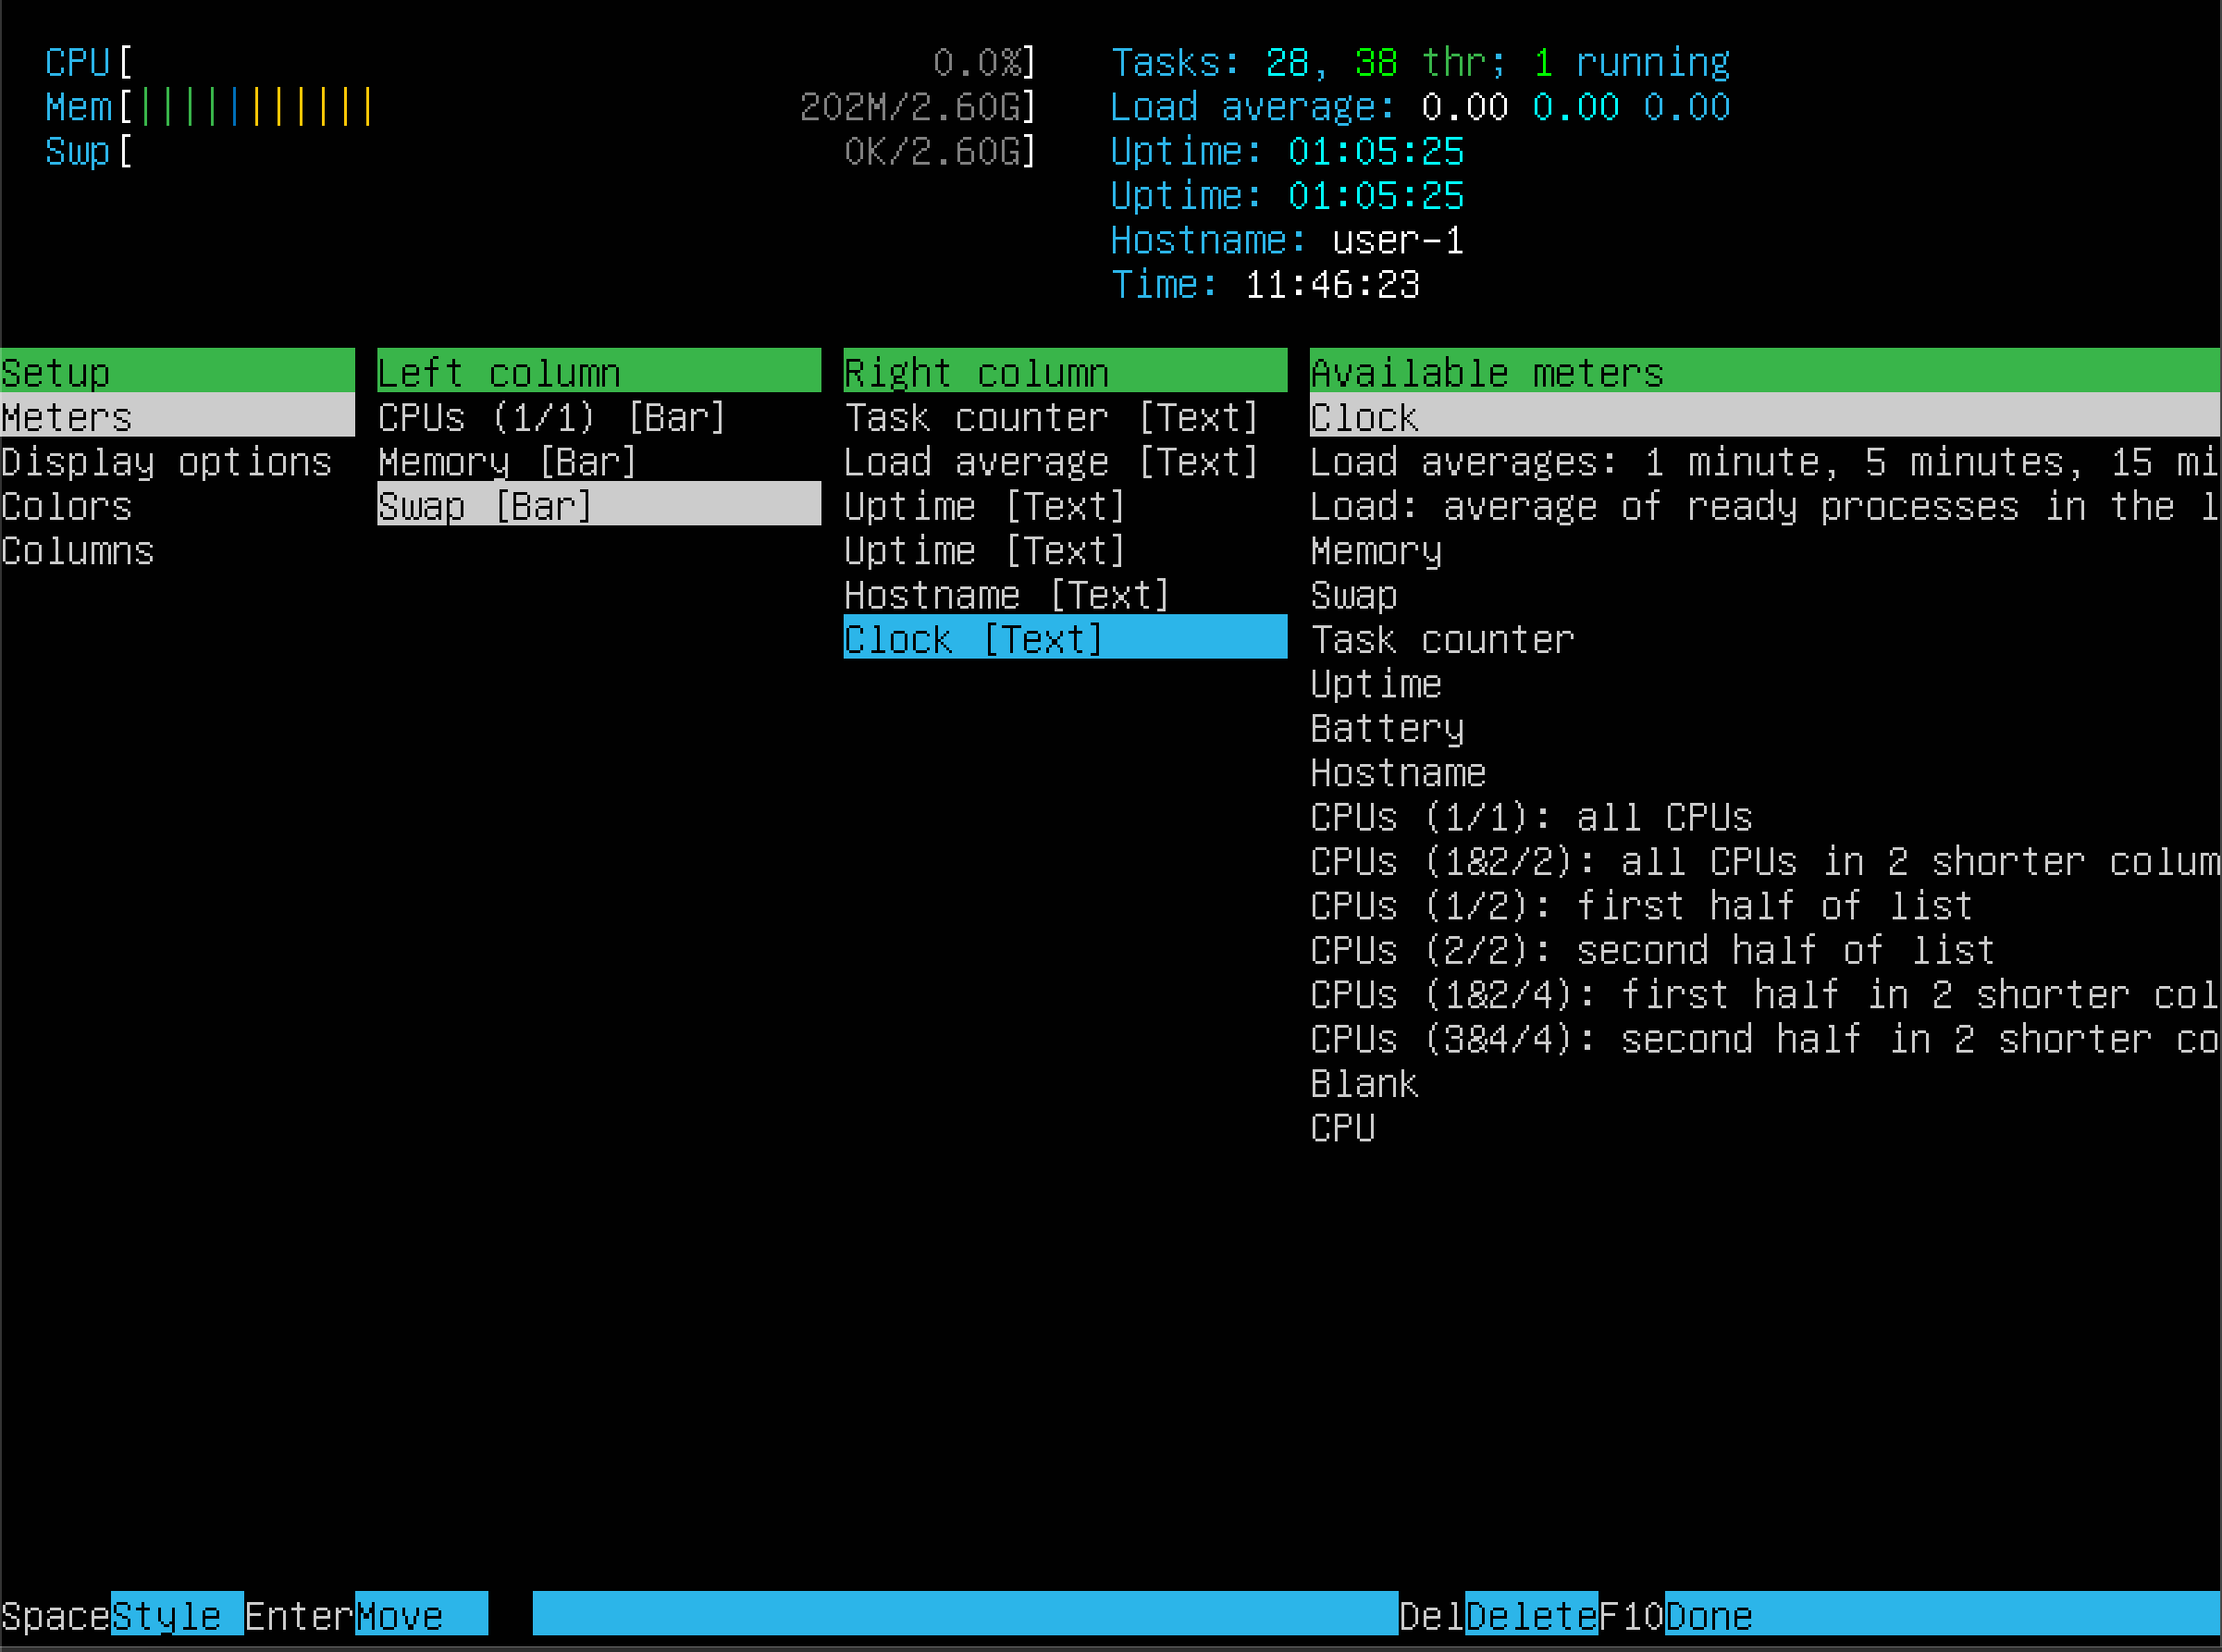 CPU[ 0.0%] Tasks: 28, 38 thr; 1 running
Mem[||||||||||| 202M/2.60G] Load average: 0.00 0.00 0.00
Swp[ 0K/2.60G] Uptime: 01:05:25
Uptime: 01:05:25
Hostname: user-1
Time: 11:46:23
Setup Left column Right column Available meters
Meters CPUs (1/1) [Bar] Task counter [Text] Clock
Display options Memory [Bar] Load average [Text] Load averages: 1 minute, 5 minutes, 15 mi
Colors Swap [Bar] Uptime [Text] Load: average of ready processes in the l
Columns Uptime [Text] Memory
Hostname [Text] Swap
Clock [Text] Task counter
Uptime
Battery
Hostname
CPUs (1/1): all CPUs
CPUs (1&2/2): all CPUs in 2 shorter colum
CPUs (1/2): first half of list
CPUs (2/2): second half of list
CPUs (1&2/4): first half in 2 shorter col
CPUs (3&4/4): second half in 2 shorter co
Blank
CPU
SpaceStyle EnterMove DelDeleteF10Done